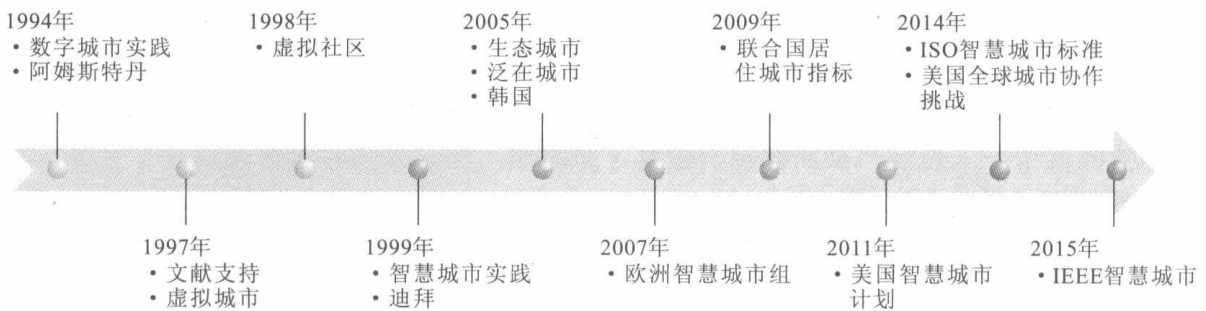 1994年
• 数字城市实践
• 阿姆斯特丹
1998年
• 虚拟社区
2005年
• 生态城市
• 泛在城市
• 韩国
2009年
• 联合国居
住城市指标
2014年
• ISO智慧城市标准
• 美国全球城市协作
挑战
1997年
• 文献支持
• 虚拟城市
1999年
• 智慧城市实践
• 迪拜
2007年
• 欧洲智慧城市组
2011年
• 美国智慧城市
计划
2015年
• IEEE智慧城市